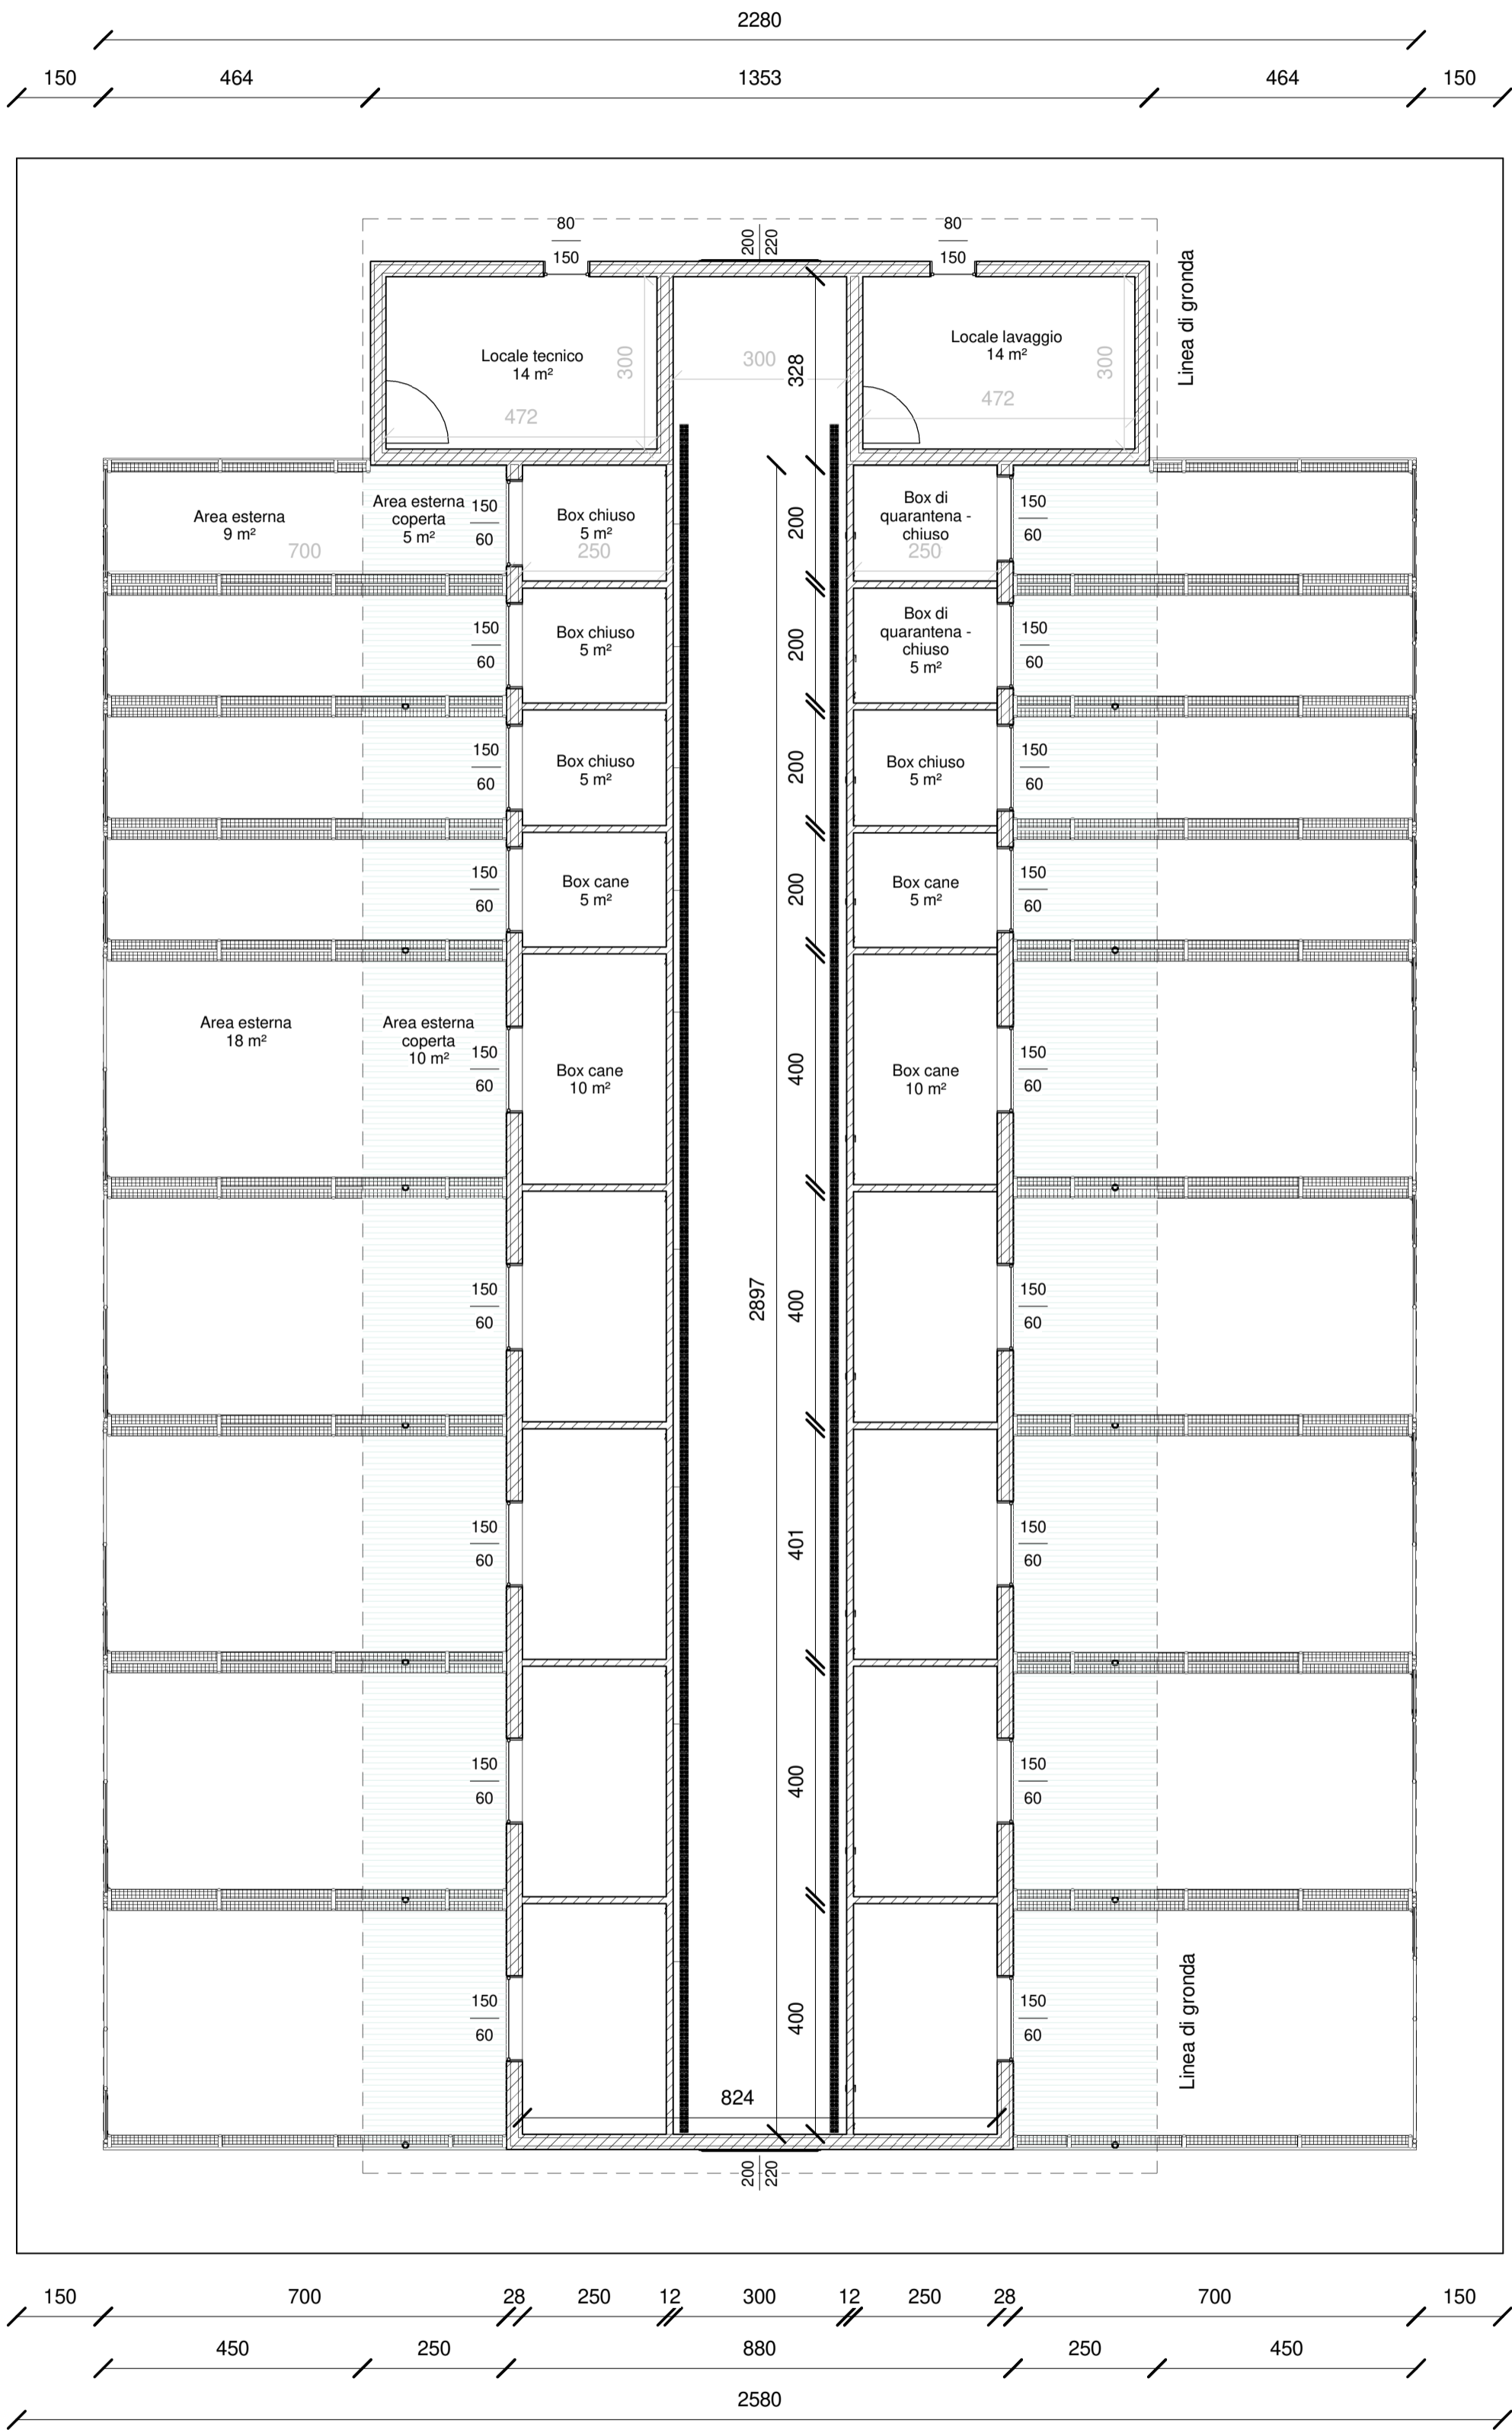 2280
150 464 1353 464 150
80
150
200
220
80
150
Linea di gronda
Locale tecnico
14 m²
300
472
300
328
Locale lavaggio
14 m²
300
472
Area esterna
9 m²
700
Area esterna
coperta
5 m²
150
60
Box chiuso
5 m²
250
200
Box di
quarantena -
chiuso
250
150
60
150
60
Box chiuso
5 m²
200
Box di
quarantena -
chiuso
5 m²
150
60
150
60
Box chiuso
5 m²
200
Box chiuso
5 m²
150
60
150
60
Box cane
5 m²
200
Box cane
5 m²
150
60
Area esterna
18 m²
Area esterna
coperta
10 m²
150
60
Box cane
10 m²
400
Box cane
10 m²
150
60
150
60
2897
400
150
60
150
60
401
150
60
150
60
400
150
60
150
60
400
150
60
Linea di gronda
824
200
220
150 700 28 250 12 300 12 250 28 700 150
450 250 880 250 450
2580